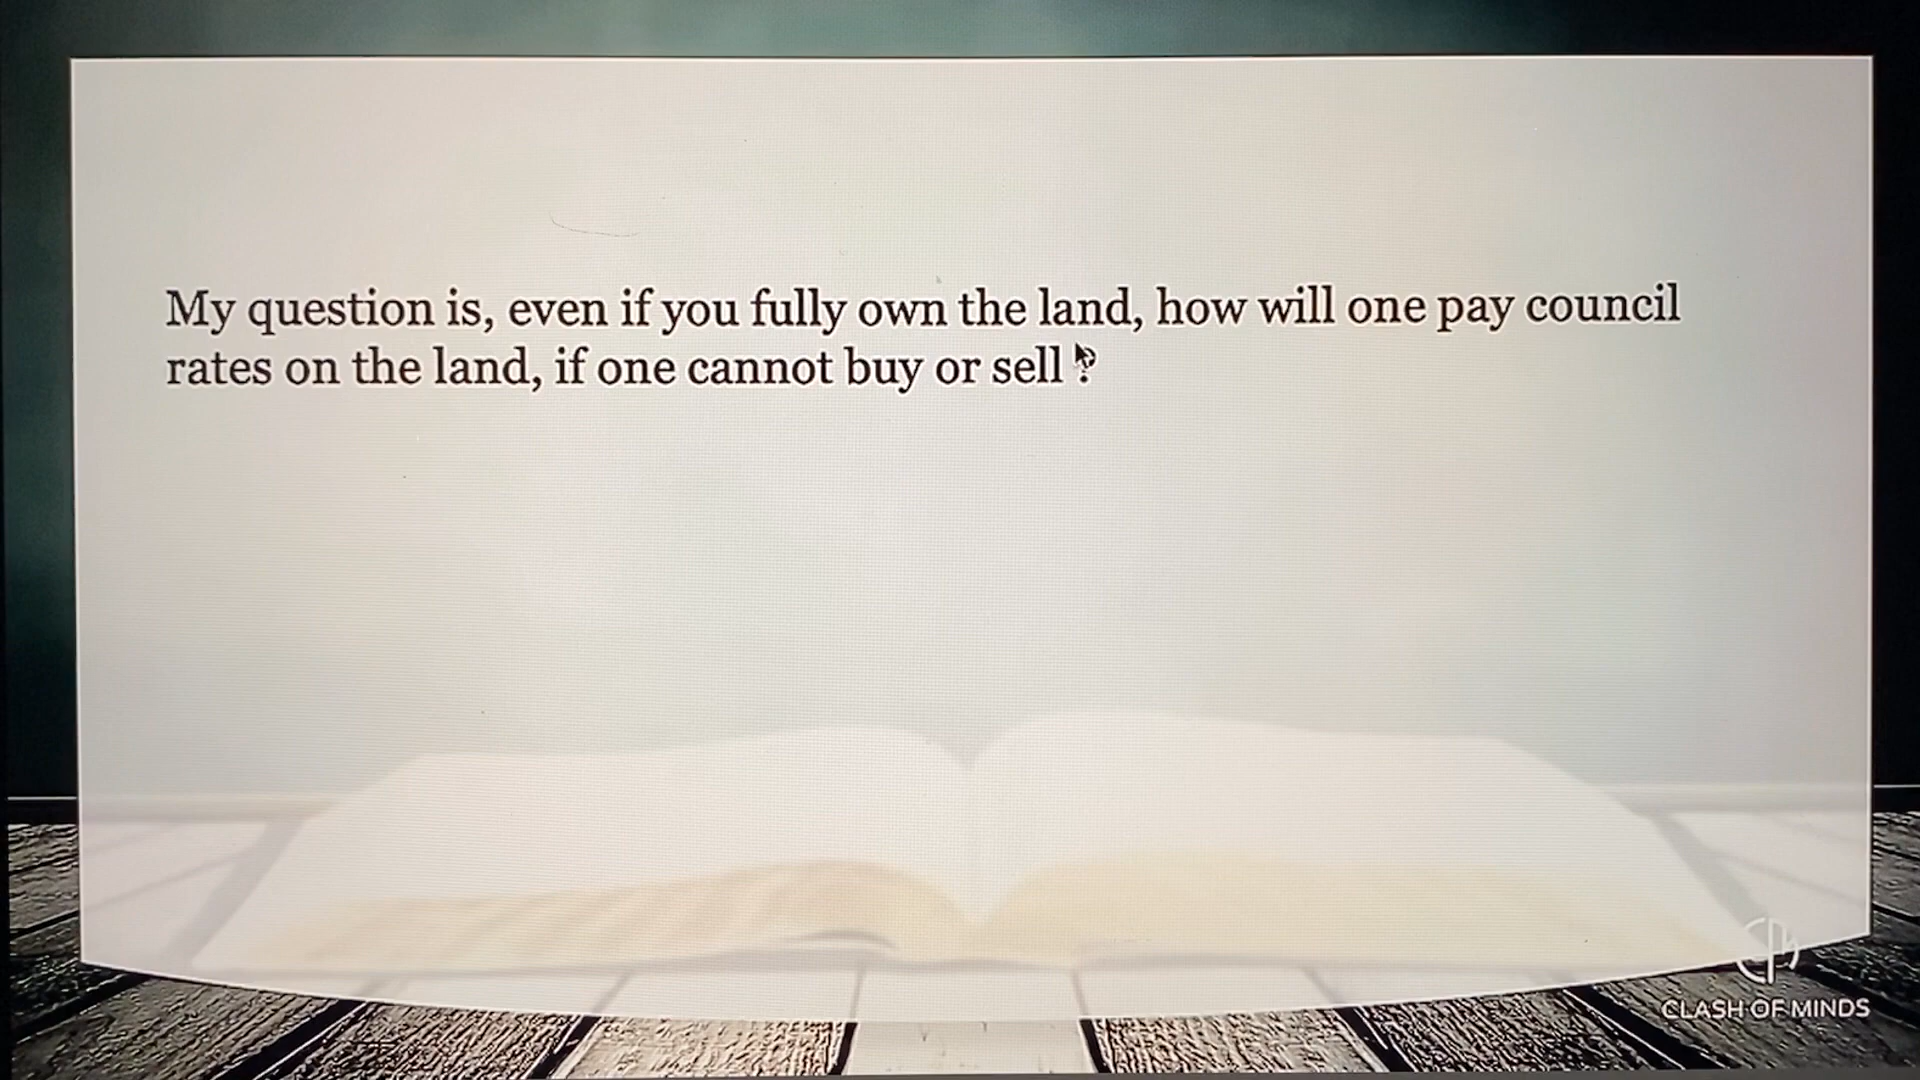 My question is, even if you fully own the land, how will one pay council
rates on the land, if one cannot buy or sell ?
CLASH OF MINDS